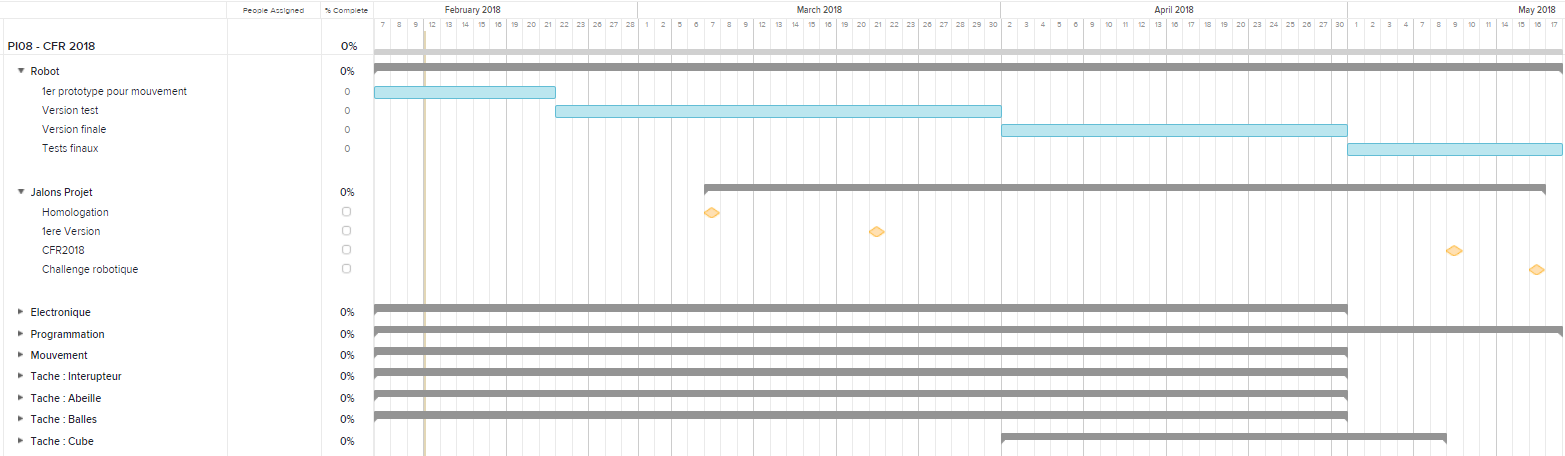 People Assigned % Complete February 2018 March 2018 April 2018 May 2018
7 8 9 12 13 14 15 16 19 20 21 22 23 26 27 28 1 2 5 6 7 8 9 12 13 14 15 16 19 20 21 22 23 26 27 28 29 30 2 3 4 5 6 9 10 11 12 13 16 17 18 19 20 23 24 25 26 27 30 1 2 3 4 7 8 9 10 11 14 15 16 17
PI08 - CFR 2018 0%
Robot 0%
1er prototype pour mouvement 0
Version test 0
Version finale 0
Tests finaux 0
Jalons Projet 0%
Homologation
1ere Version
CFR2018
Challenge robotique
Electronique 0%
Programmation 0%
Mouvement 0%
Tache : Interupteur 0%
Tache : Abeille 0%
Tache : Balles 0%
Tache : Cube 0%